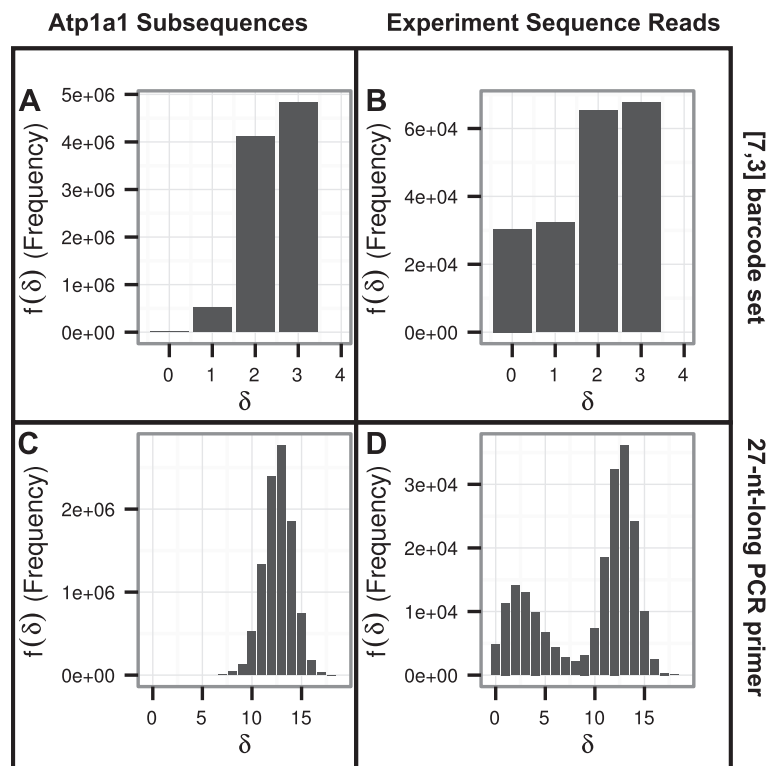 Atp1a1 Subsequences
Experiment Sequence Reads
A
f(δ) (Frequency)
5e+06
4e+06
3e+06
2e+06
1e+06
0e+00
0 1 2 3 4
δ
B
f(δ) (Frequency)
6e+04
4e+04
2e+04
0e+00
0 1 2 3 4
δ
[7,3] barcode set
C
f(δ) (Frequency)
2e+06
1e+06
0e+00
0 5 10 15
δ
D
f(δ) (Frequency)
3e+04
2e+04
1e+04
0e+00
0 5 10 15
δ
27-nt-long PCR primer